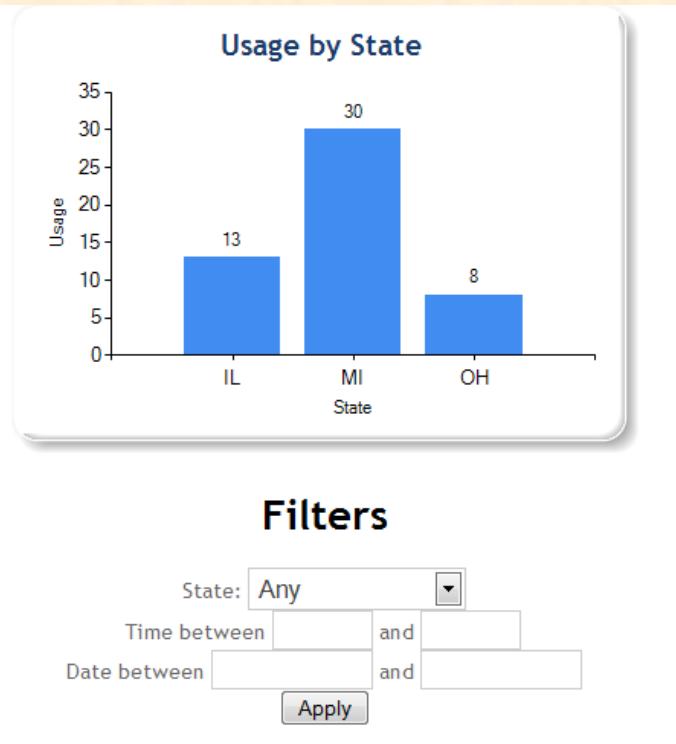 Usage by State
35
30
30
25
Usage
20
15
13
10
8
5
0
IL MI OH
State
Filters
State: Any
Time between and
Date between and
Apply